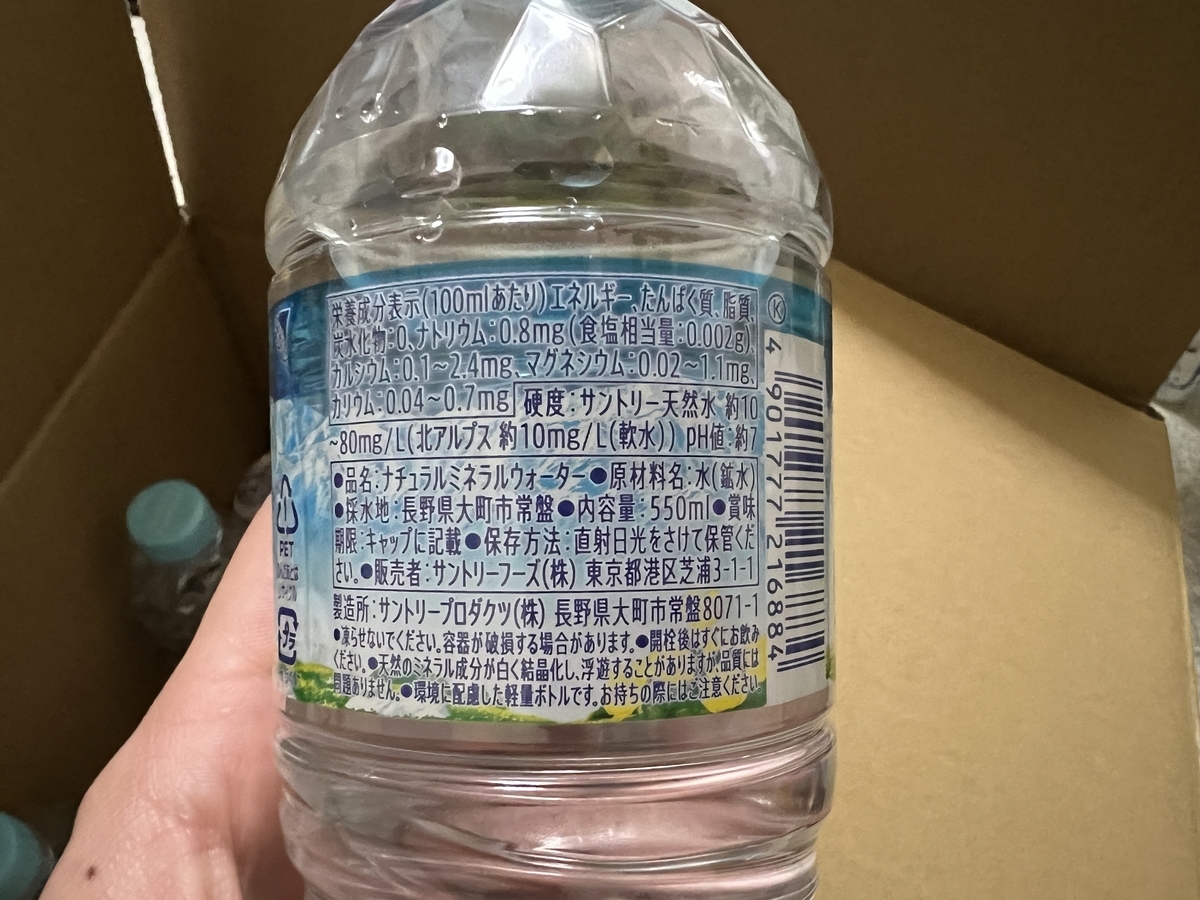 栄養成分表示(100mlあたり)エネルギー、たんぱく質、脂質、
炭水化物:0、ナトリウム:0.8mg(食塩相当量:0.002g)、
カルシウム:0.1~2.4mg、マグネシウム:0.02~1.1mg、
カリウム:0.04~0.7mg 硬度:サントリー天然水 約10
~80mg/L(北アルプス 約10mg/L(軟水)) pH値:約7
●品名:ナチュラルミネラルウォーター●原材料名:水(鉱水)
●採水地:長野県大町市常盤●内容量:550ml●賞味
期限:キャップに記載●保存方法:直射日光をさけて保管くだ
さい。●販売者:サントリーフーズ(株) 東京都港区芝浦3-1-1
製造所:サントリープロダクツ(株) 長野県大町市常盤8071-1
●凍らせないでください。容器が破損する場合があります。●開栓後はすぐにお飲み
ください。●天然のミネラル成分が白く結晶化し、浮遊することがありますが、品質には
問題ありません。●環境に配慮した軽量ボトルです。お持ちの際にはご注意ください。
K
4 901777 216884
PET
プラ